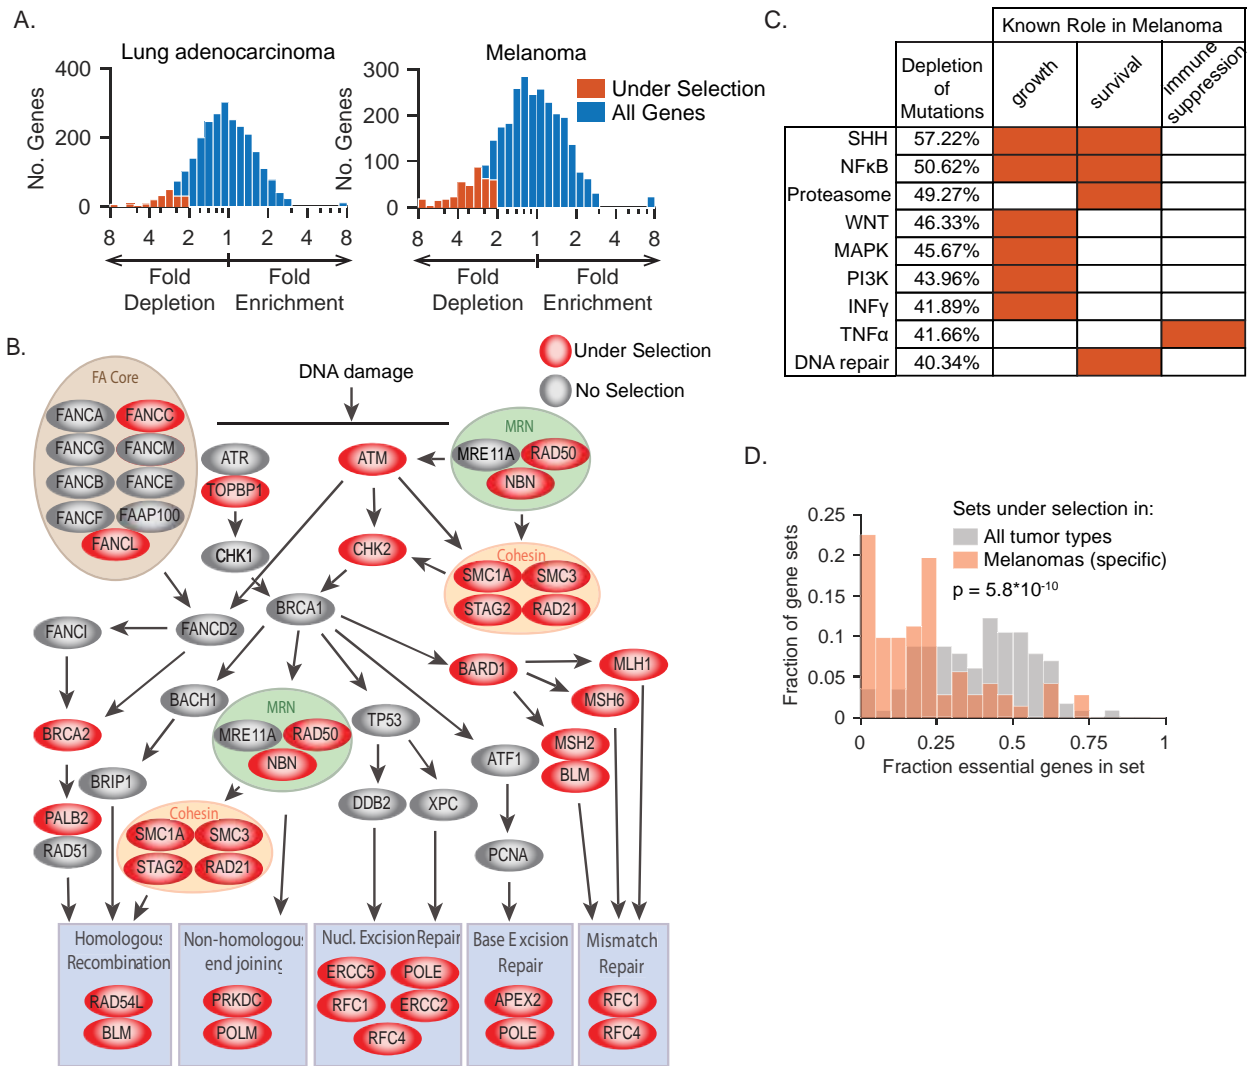 A.
Lung adenocarcinoma
No. Genes
400
200
0
8 4 2 1 2 4 8
Fold Depletion
Fold Enrichment
Melanoma
No. Genes
300
200
100
0
8 4 2 1 2 4 8
Fold Depletion
Fold Enrichment
Under Selection
All Genes
B.
Under Selection
No Selection
DNA damage
FA Core
FANCA FANCC
FANCG FANCM
FANCB FANCE
FANCF FAAP100
FANCL
ATR
TOPBP1
CHK1
ATM
CHK2
MRN
MRE11A RAD50
NBN
Cohesin
SMC1A SMC3
STAG2 RAD21
BRCA1
FANCI
FANCD2
BARD1
MLH1
MSH6
MSH2
BLM
BACH1
BRCA2
BRIP1
PALB2
RAD51
MRN
MRE11A RAD50
NBN
TP53
ATF1
DDB2 XPC
PCNA
Cohesin
SMC1A SMC3
STAG2 RAD21
Homologous
Recombination
RAD54L
BLM
Non-homologous
end joining
PRKDC
POLM
Nucl. Excision Repair
ERCC5 POLE
RFC1 ERCC2
RFC4
Base Excision
Repair
APEX2
POLE
Mismatch
Repair
RFC1
RFC4
C.
Known Role in Melanoma
Depletion
of
Mutations
growth
survival
immune
suppression
SHH 57.22%
NFκB 50.62%
Proteasome 49.27%
WNT 46.33%
MAPK 45.67%
PI3K 43.96%
INFγ 41.89%
TNFα 41.66%
DNA repair 40.34%
D.
Sets under selection in:
All tumor types
Melanomas (specific)
p = 5.8*10⁻¹⁰
Fraction of gene sets
0.25
0.2
0.15
0.1
0.05
0
0 0.25 0.5 0.75 1
Fraction essential genes in set